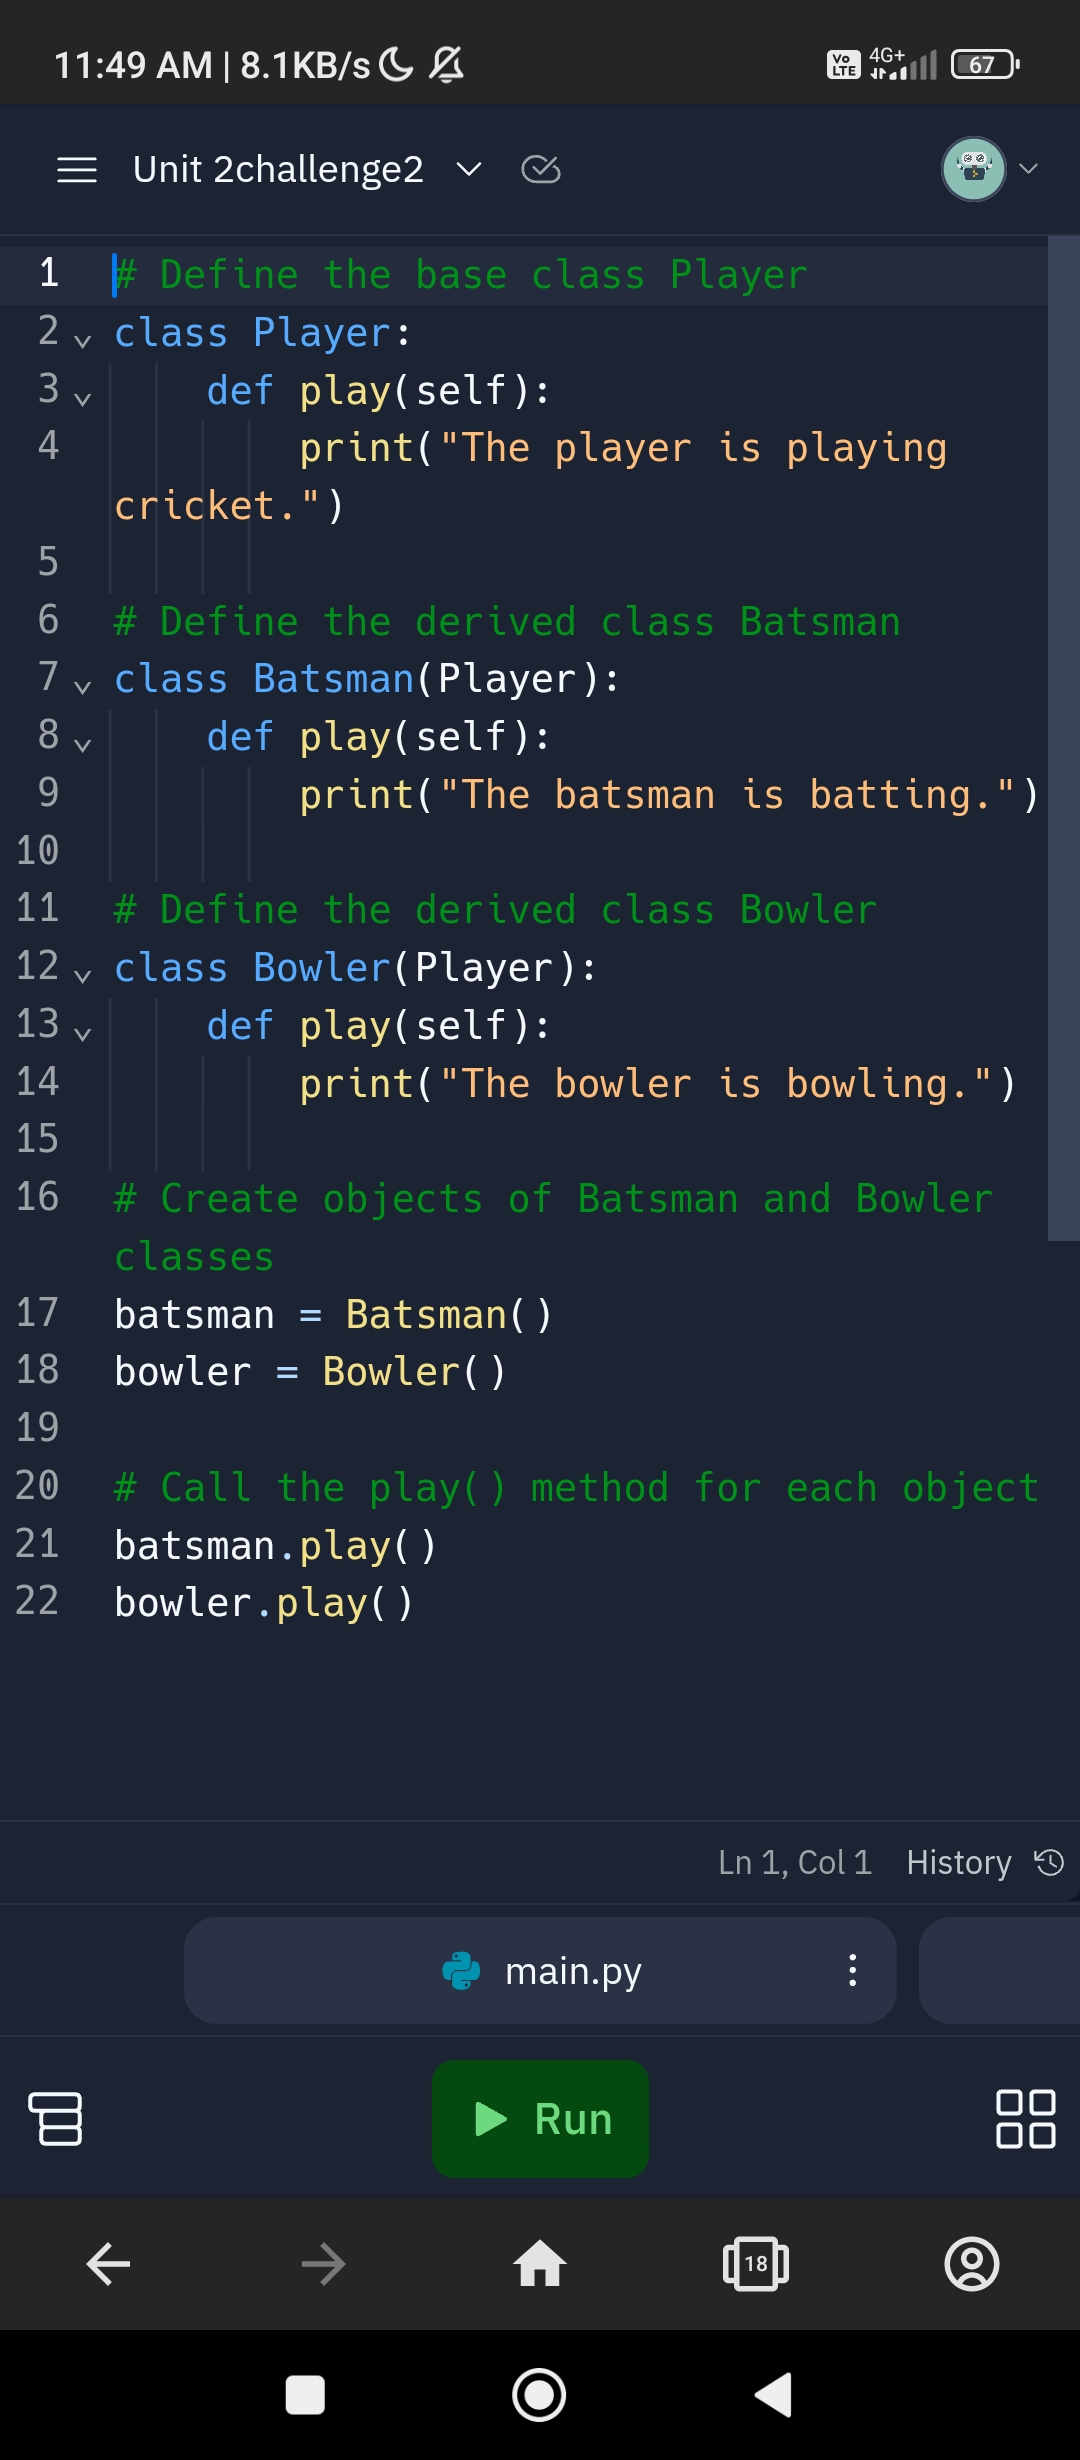 11:49 AM | 8.1KB/s Vo LTE 4G+ 67
Unit 2challenge2
1 # Define the base class Player
2 class Player:
3     def play(self):
4         print("The player is playing
cricket.")
5
6 # Define the derived class Batsman
7 class Batsman(Player):
8     def play(self):
9         print("The batsman is batting.")
10
11 # Define the derived class Bowler
12 class Bowler(Player):
13     def play(self):
14         print("The bowler is bowling.")
15
16 # Create objects of Batsman and Bowler
classes
17 batsman = Batsman()
18 bowler = Bowler()
19
20 # Call the play() method for each object
21 batsman.play()
22 bowler.play()
Ln 1, Col 1 History
main.py
Run
18